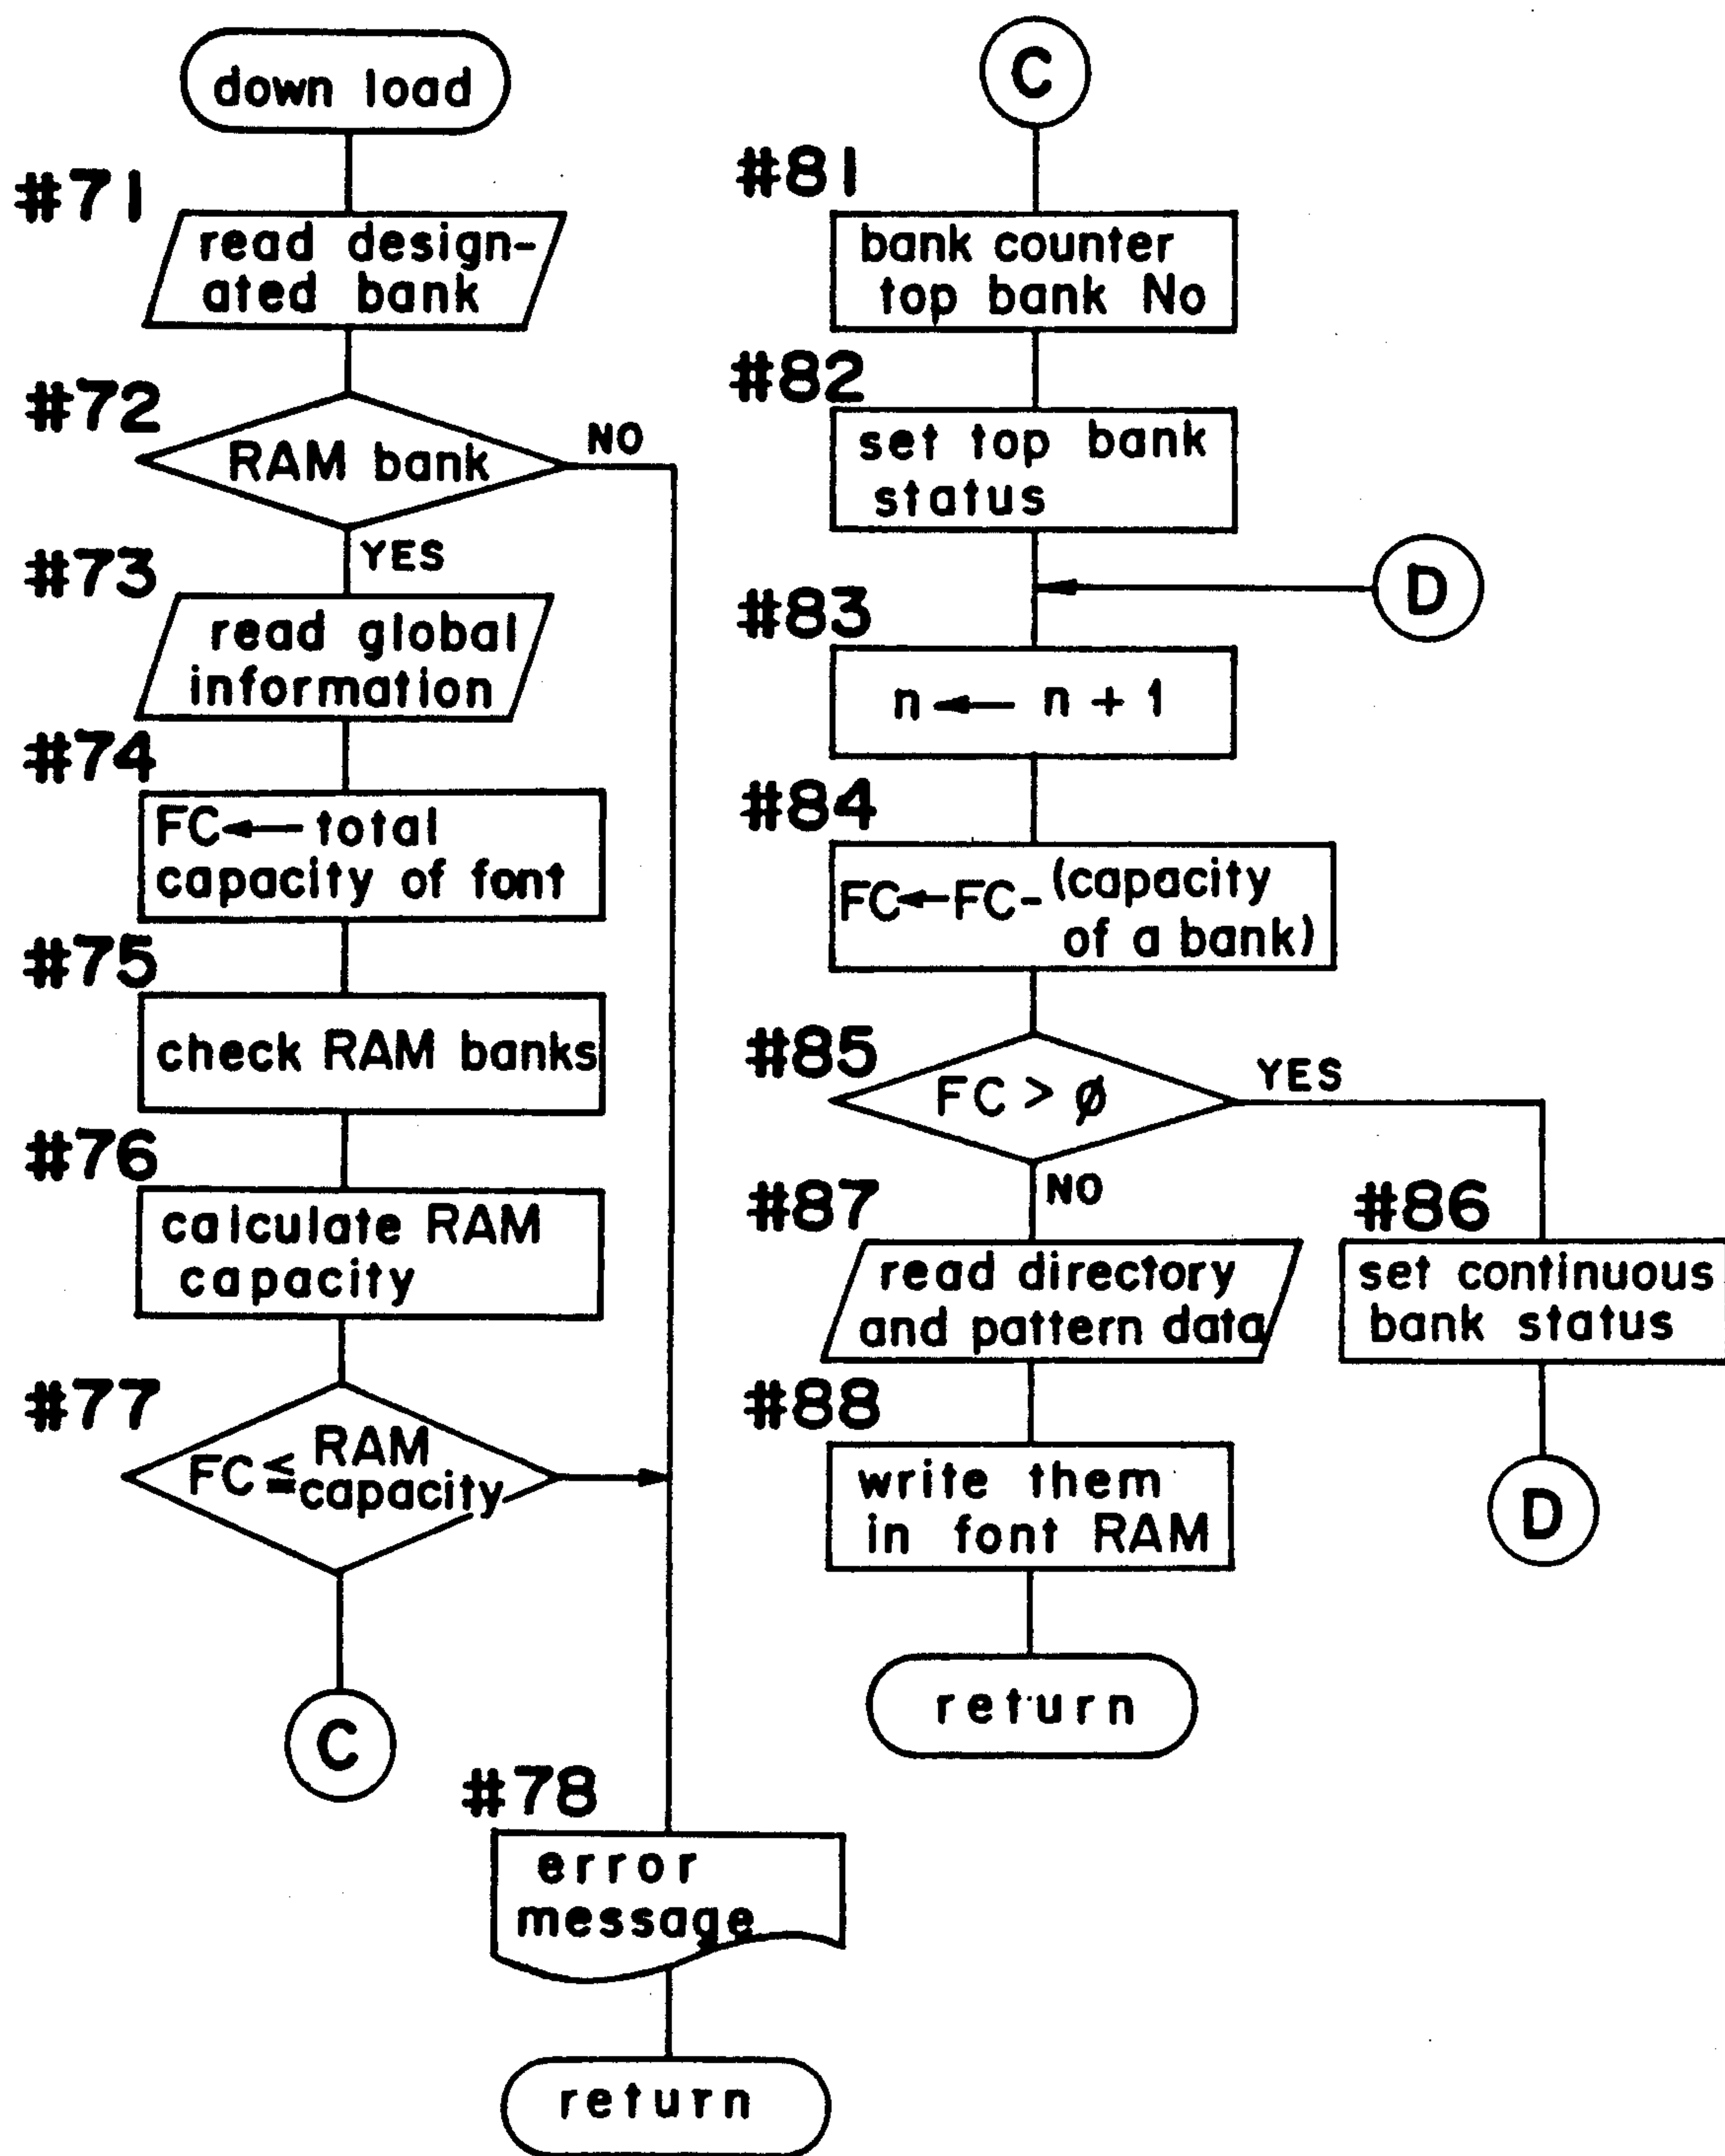 down load
#71
read design-
ated bank
#72
RAM bank
NO
YES
#73
read global
information
#74
FC ← total
capacity of font
#75
check RAM banks
#76
calculate RAM
capacity
#77
FC ≦ RAM
capacity
C
#78
error
message
return
C
#81
bank counter
top bank No
#82
set top bank
status
D
#83
n ← n + 1
#84
FC ← FC - (capacity
of a bank)
#85
FC > ø
YES
NO
#86
set continuous
bank status
D
#87
read directory
and pattern data
#88
write them
in font RAM
return